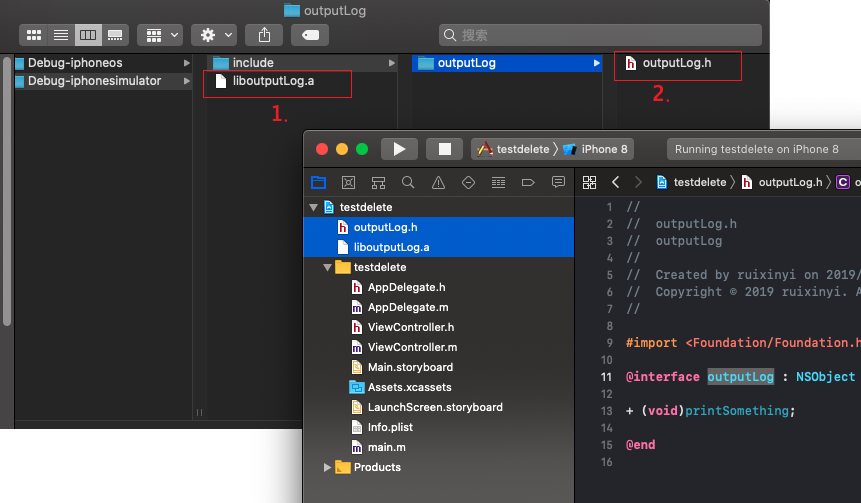 outputLog
搜索
Debug-iphoneos
include
outputLog
outputLog.h
Debug-iphonesimulator
liboutputLog.a
1.
2.
testdelete
iPhone 8
Running testdelete on iPhone 8
testdelete
outputLog.h
C
o
testdelete
outputLog.h
liboutputLog.a
testdelete
AppDelegate.h
AppDelegate.m
ViewController.h
ViewController.m
Main.storyboard
Assets.xcassets
LaunchScreen.storyboard
Info.plist
main.m
Products
1 //
2 // outputLog.h
3 // outputLog
4 //
5 // Created by ruixinyi on 2019/
6 // Copyright © 2019 ruixinyi. A
7 //
8
9 #import <Foundation/Foundation.h
10
11 @interface outputLog : NSObject
12
13 + (void)printSomething;
14
15 @end
16